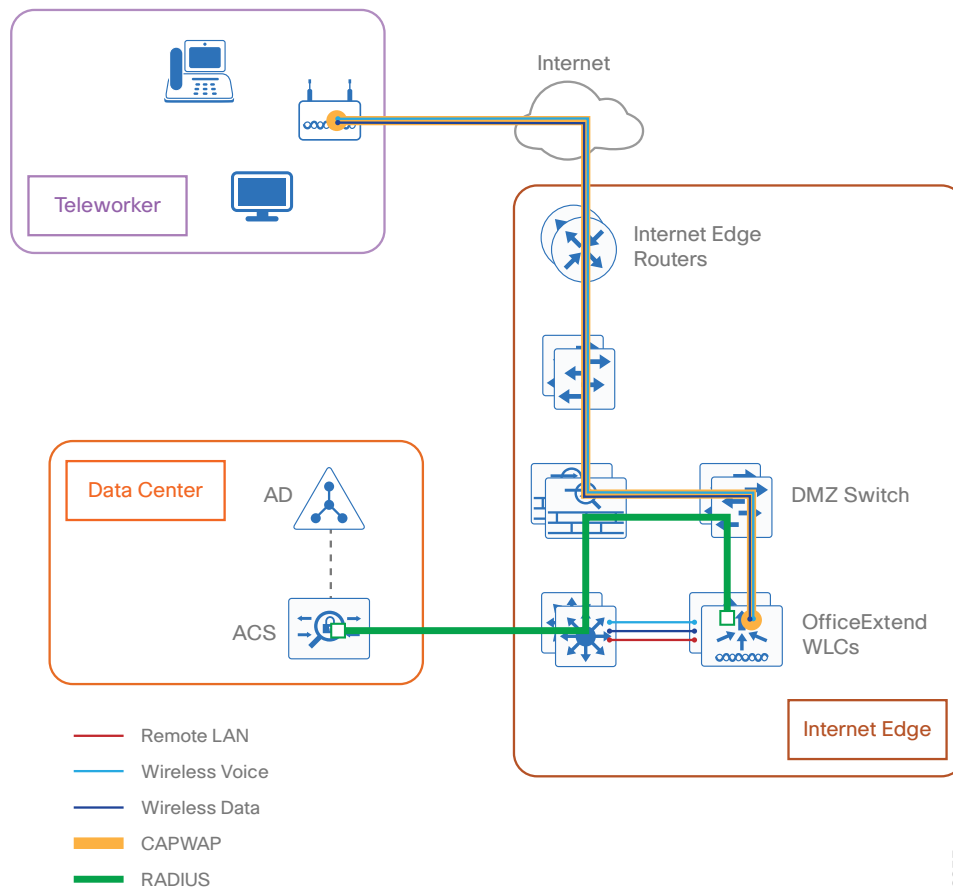 Internet
Teleworker
Internet Edge
Routers
Data Center
AD
DMZ Switch
ACS
OfficeExtend
WLCs
Internet Edge
Remote LAN
Wireless Voice
Wireless Data
CAPWAP
RADIUS